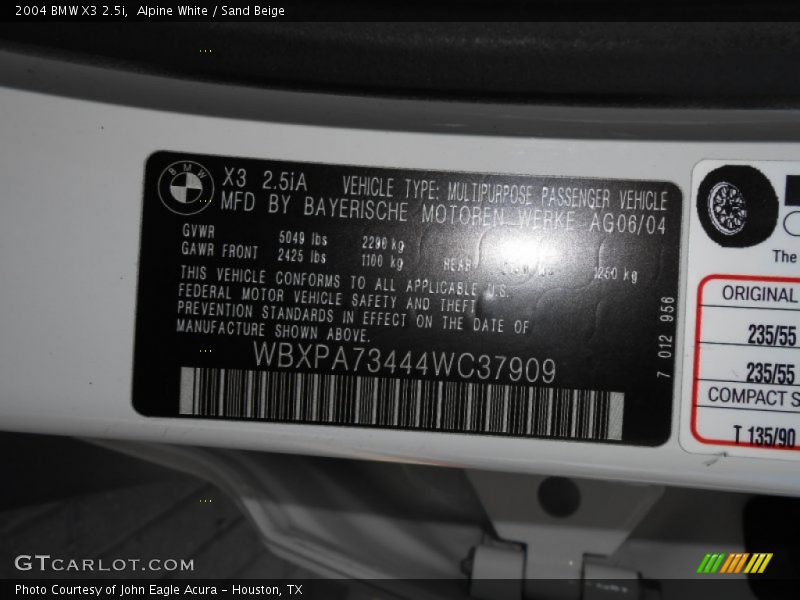 2004 BMW X3 2.5i, Alpine White / Sand Beige
BMW
X3 2.5iA VEHICLE TYPE: MULTIPURPOSE PASSENGER VEHICLE
MFD BY BAYERISCHE MOTOREN WERKE AG06/04
GVWR 5049 lbs 2290 kg
GAWR FRONT 2425 lbs 1100 kg REAR 1250 kg
THIS VEHICLE CONFORMS TO ALL APPLICABLE U.S.
FEDERAL MOTOR VEHICLE SAFETY AND THEFT
PREVENTION STANDARDS IN EFFECT ON THE DATE OF
MANUFACTURE SHOWN ABOVE.
WBXPA73444WC37909
7 012 956
The
ORIGINAL
235/55
235/55
COMPACT S
T 135/90
GTCARLOT.COM
Photo Courtesy of John Eagle Acura - Houston, TX